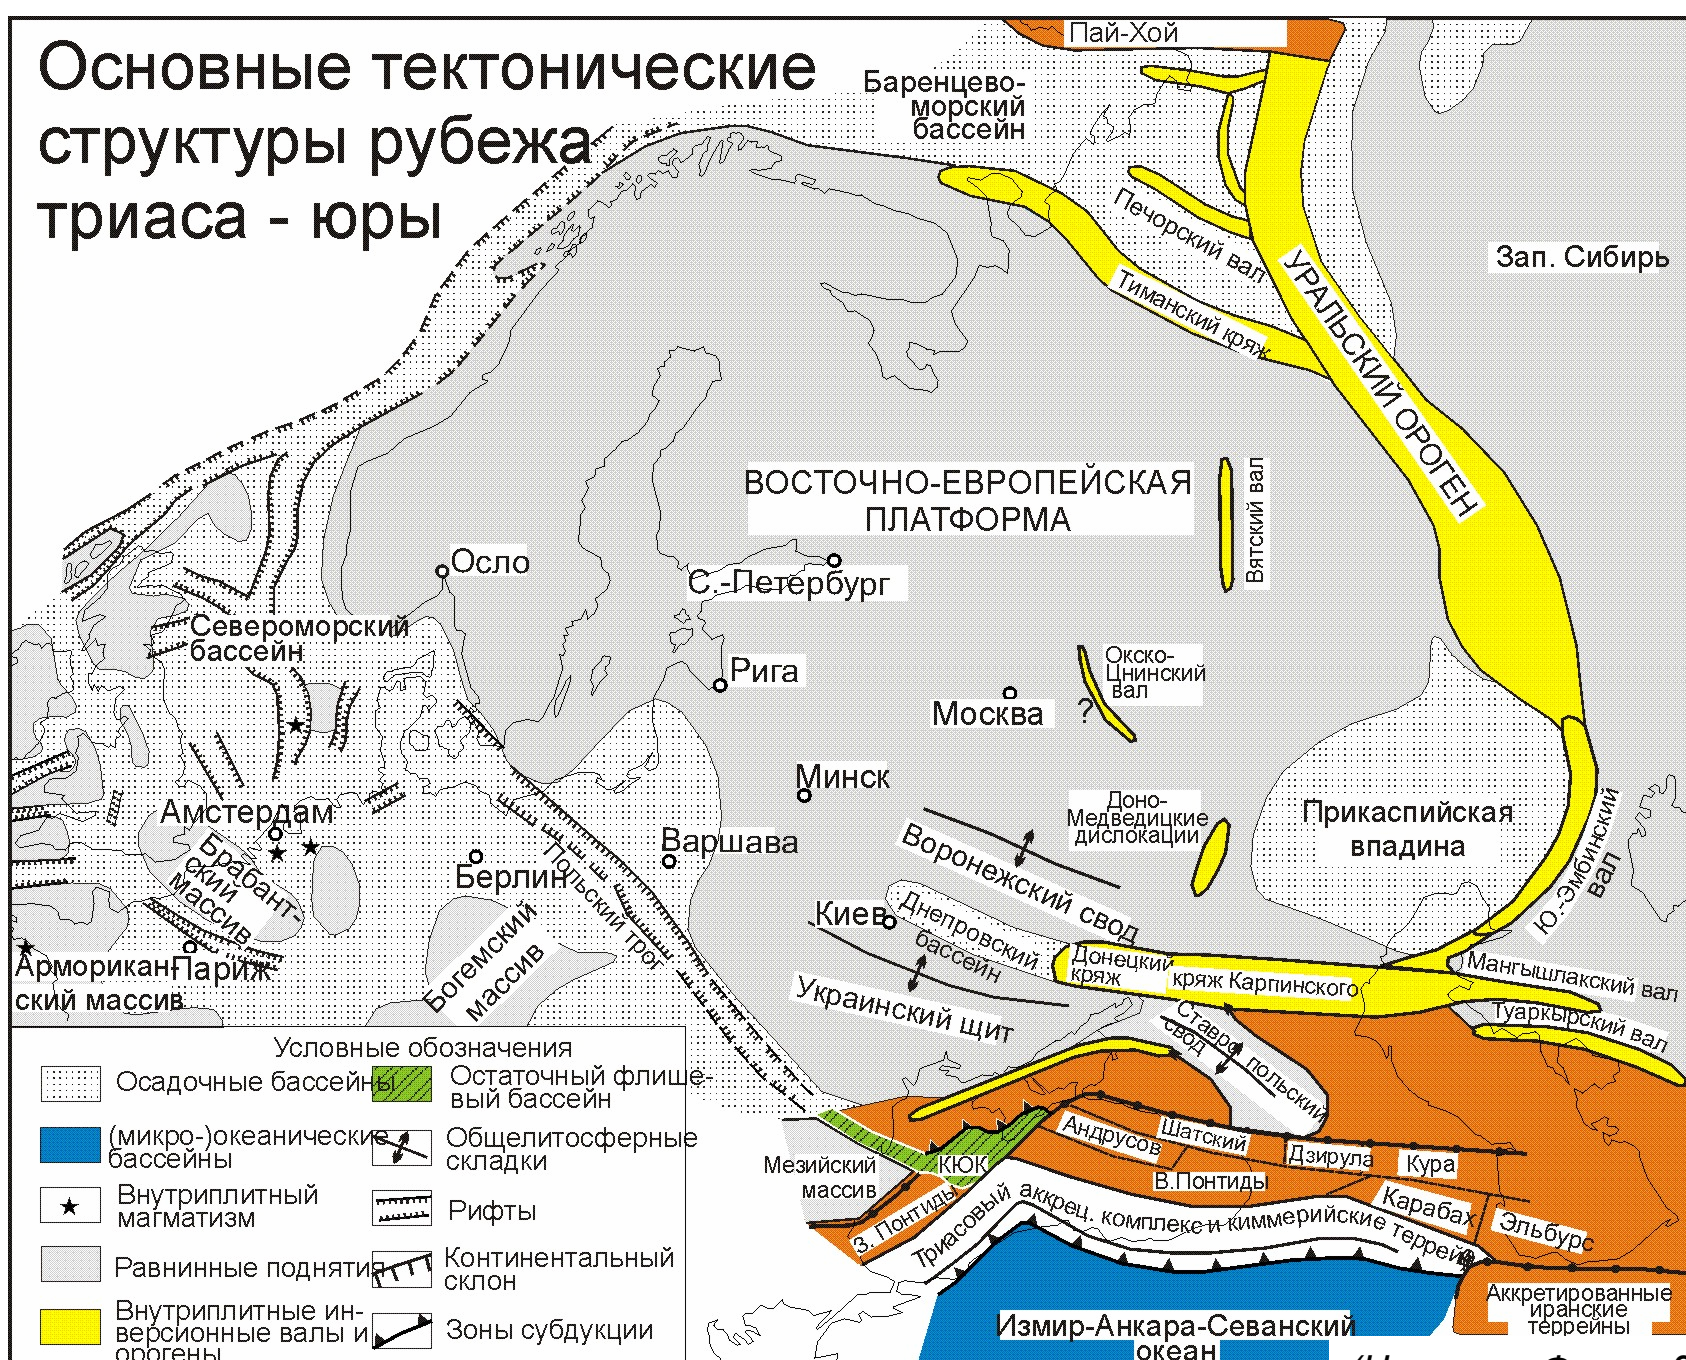 Основные тектонические
структуры рубежа
триаса - юры
Пай-Хой
Баренцево-
морский
бассейн
Печорский вал
Тиманский кряж
УРАЛЬСКИЙ ОРОГЕН
Зап. Сибирь
ВОСТОЧНО-ЕВРОПЕЙСКАЯ
ПЛАТФОРМА
Вятский вал
Осло
С.-Петербург
Североморский
бассейн
Рига
Окско-
Цнинский
вал
?
Москва
Минск
Доно-
Медведицкие
дислокации
Прикаспийская
впадина
Ю.-Эмбинский
вал
Амстердам
Варшава
Берлин
Брабант-
ский
массив
Польский трог
Воронежский свод
Киев
Днепровский
бассейн
Украинский щит
Донецкий
кряж
кряж Карпинского
Мангышлакский вал
Туаркырский вал
Ставропольский
свод
Париж
Арморикан-
ский массив
Богемский
массив
Условные обозначения
Осадочные бассейны
(микро-)океанические
бассейны
Внутриплитный
магматизм
Равнинные поднятия
Внутриплитные ин-
версионные валы и
орогены
Остаточный флише-
вый бассейн
Общелитосферные
складки
Рифты
Континентальный
склон
Зоны субдукции
Мезийский
массив
КЮК
З. Понтиды
Андрусов
Шатский
Дзирула
Кура
В.Понтиды
Карабах
Эльбурс
Триасовый аккрец. комплекс и киммерийские террейны
Аккретированные
иранские
террейны
Измир-Анкара-Севанский
океан